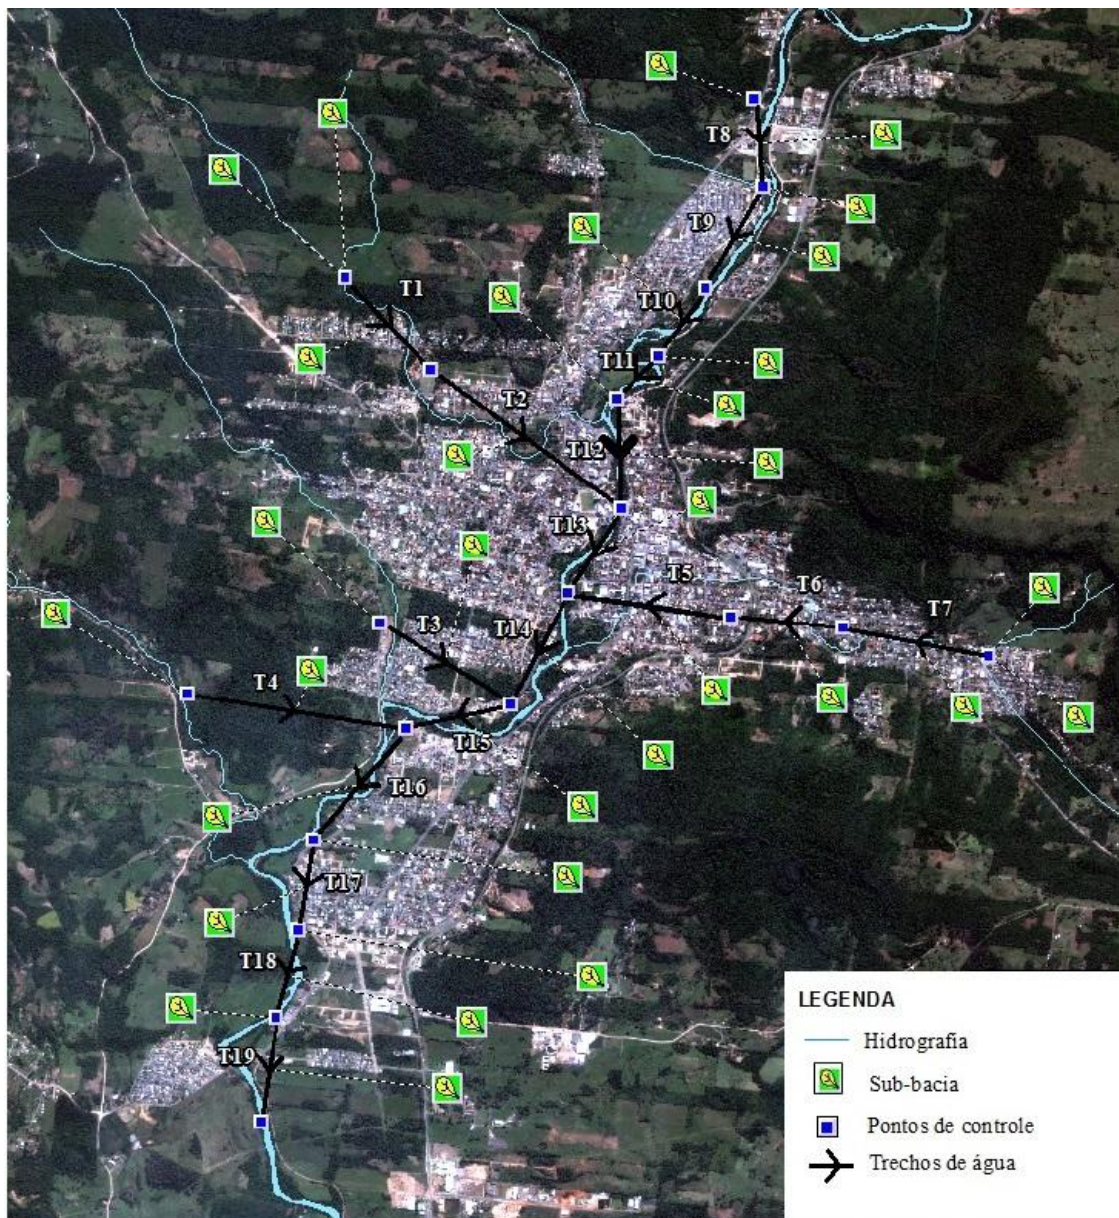 T8
T9
T1
T10
T11
T2
T12
T13
T5
T6
T7
T3
T14
T4
T15
T16
T17
T18
T19
LEGENDA
Hidrografía
Sub-bacia
Pontos de controle
Trechos de água